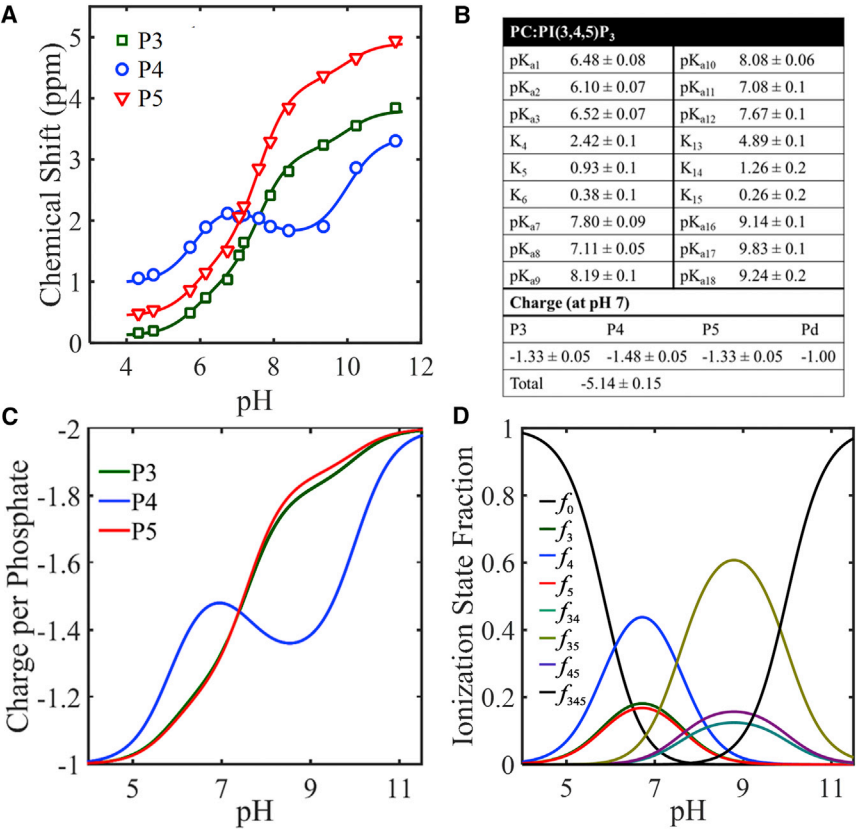 A
Chemical Shift (ppm)
5
4
3
2
1
0
P3
P4
P5
4 6 8 10 12
pH
B
PC:PI(3,4,5)P3
pKa1 6.48 ± 0.08 pKa10 8.08 ± 0.06
pKa2 6.10 ± 0.07 pKa11 7.08 ± 0.1
pKa3 6.52 ± 0.07 pKa12 7.67 ± 0.1
K4 2.42 ± 0.1 K13 4.89 ± 0.1
K5 0.93 ± 0.1 K14 1.26 ± 0.2
K6 0.38 ± 0.1 K15 0.26 ± 0.2
pKa7 7.80 ± 0.09 pKa16 9.14 ± 0.1
pKa8 7.11 ± 0.05 pKa17 9.83 ± 0.1
pKa9 8.19 ± 0.1 pKa18 9.24 ± 0.2
Charge (at pH 7)
P3 P4 P5 Pd
-1.33 ± 0.05 -1.48 ± 0.05 -1.33 ± 0.05 -1.00
Total -5.14 ± 0.15
C
Charge per Phosphate
-2
-1.8
-1.6
-1.4
-1.2
-1
P3
P4
P5
5 7 9 11
pH
D
Ionization State Fraction
1
0.8
0.6
0.4
0.2
0
f0
f3
f4
f5
f34
f35
f45
f345
5 7 9 11
pH